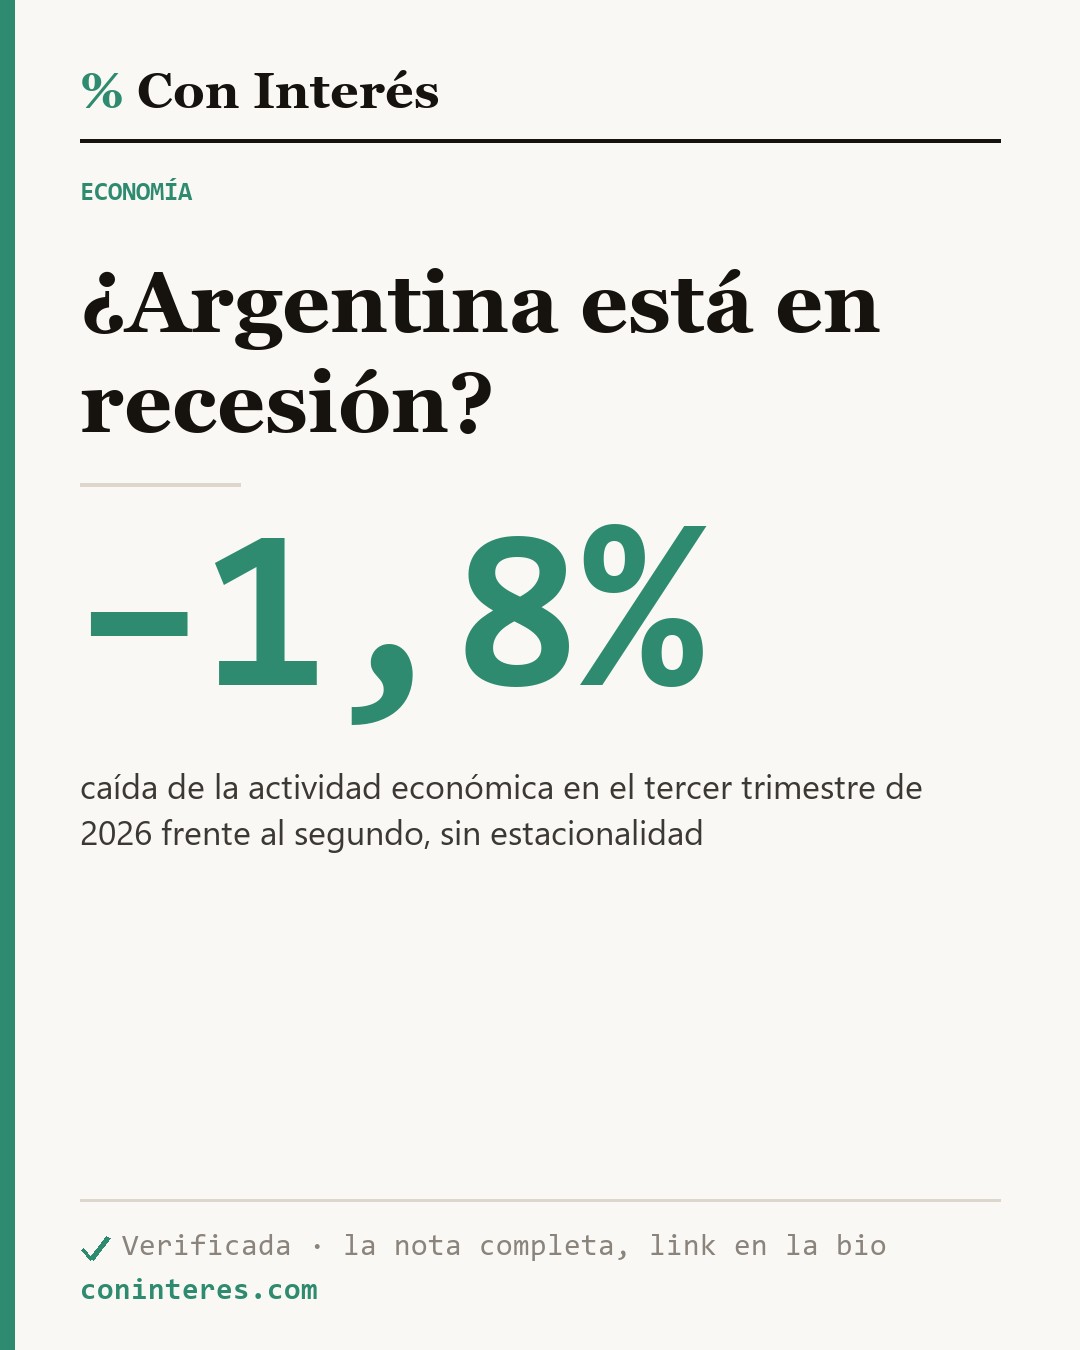 % Con Interés
ECONOMÍA
¿Argentina está en
recesión?
−1,8%
caída de la actividad económica en el tercer trimestre de
2026 frente al segundo, sin estacionalidad
✓ Verificada · la nota completa, link en la bio
coninteres.com